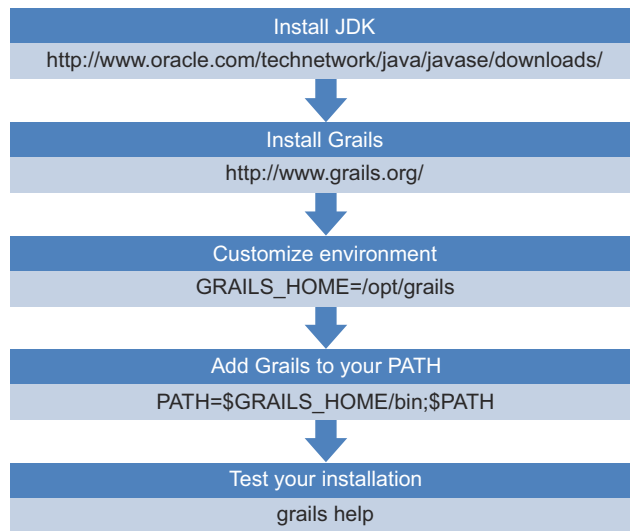 Install JDK
http://www.oracle.com/technetwork/java/javase/downloads/
Install Grails
http://www.grails.org/
Customize environment
GRAILS_HOME=/opt/grails
Add Grails to your PATH
PATH=$GRAILS_HOME/bin;$PATH
Test your installation
grails help